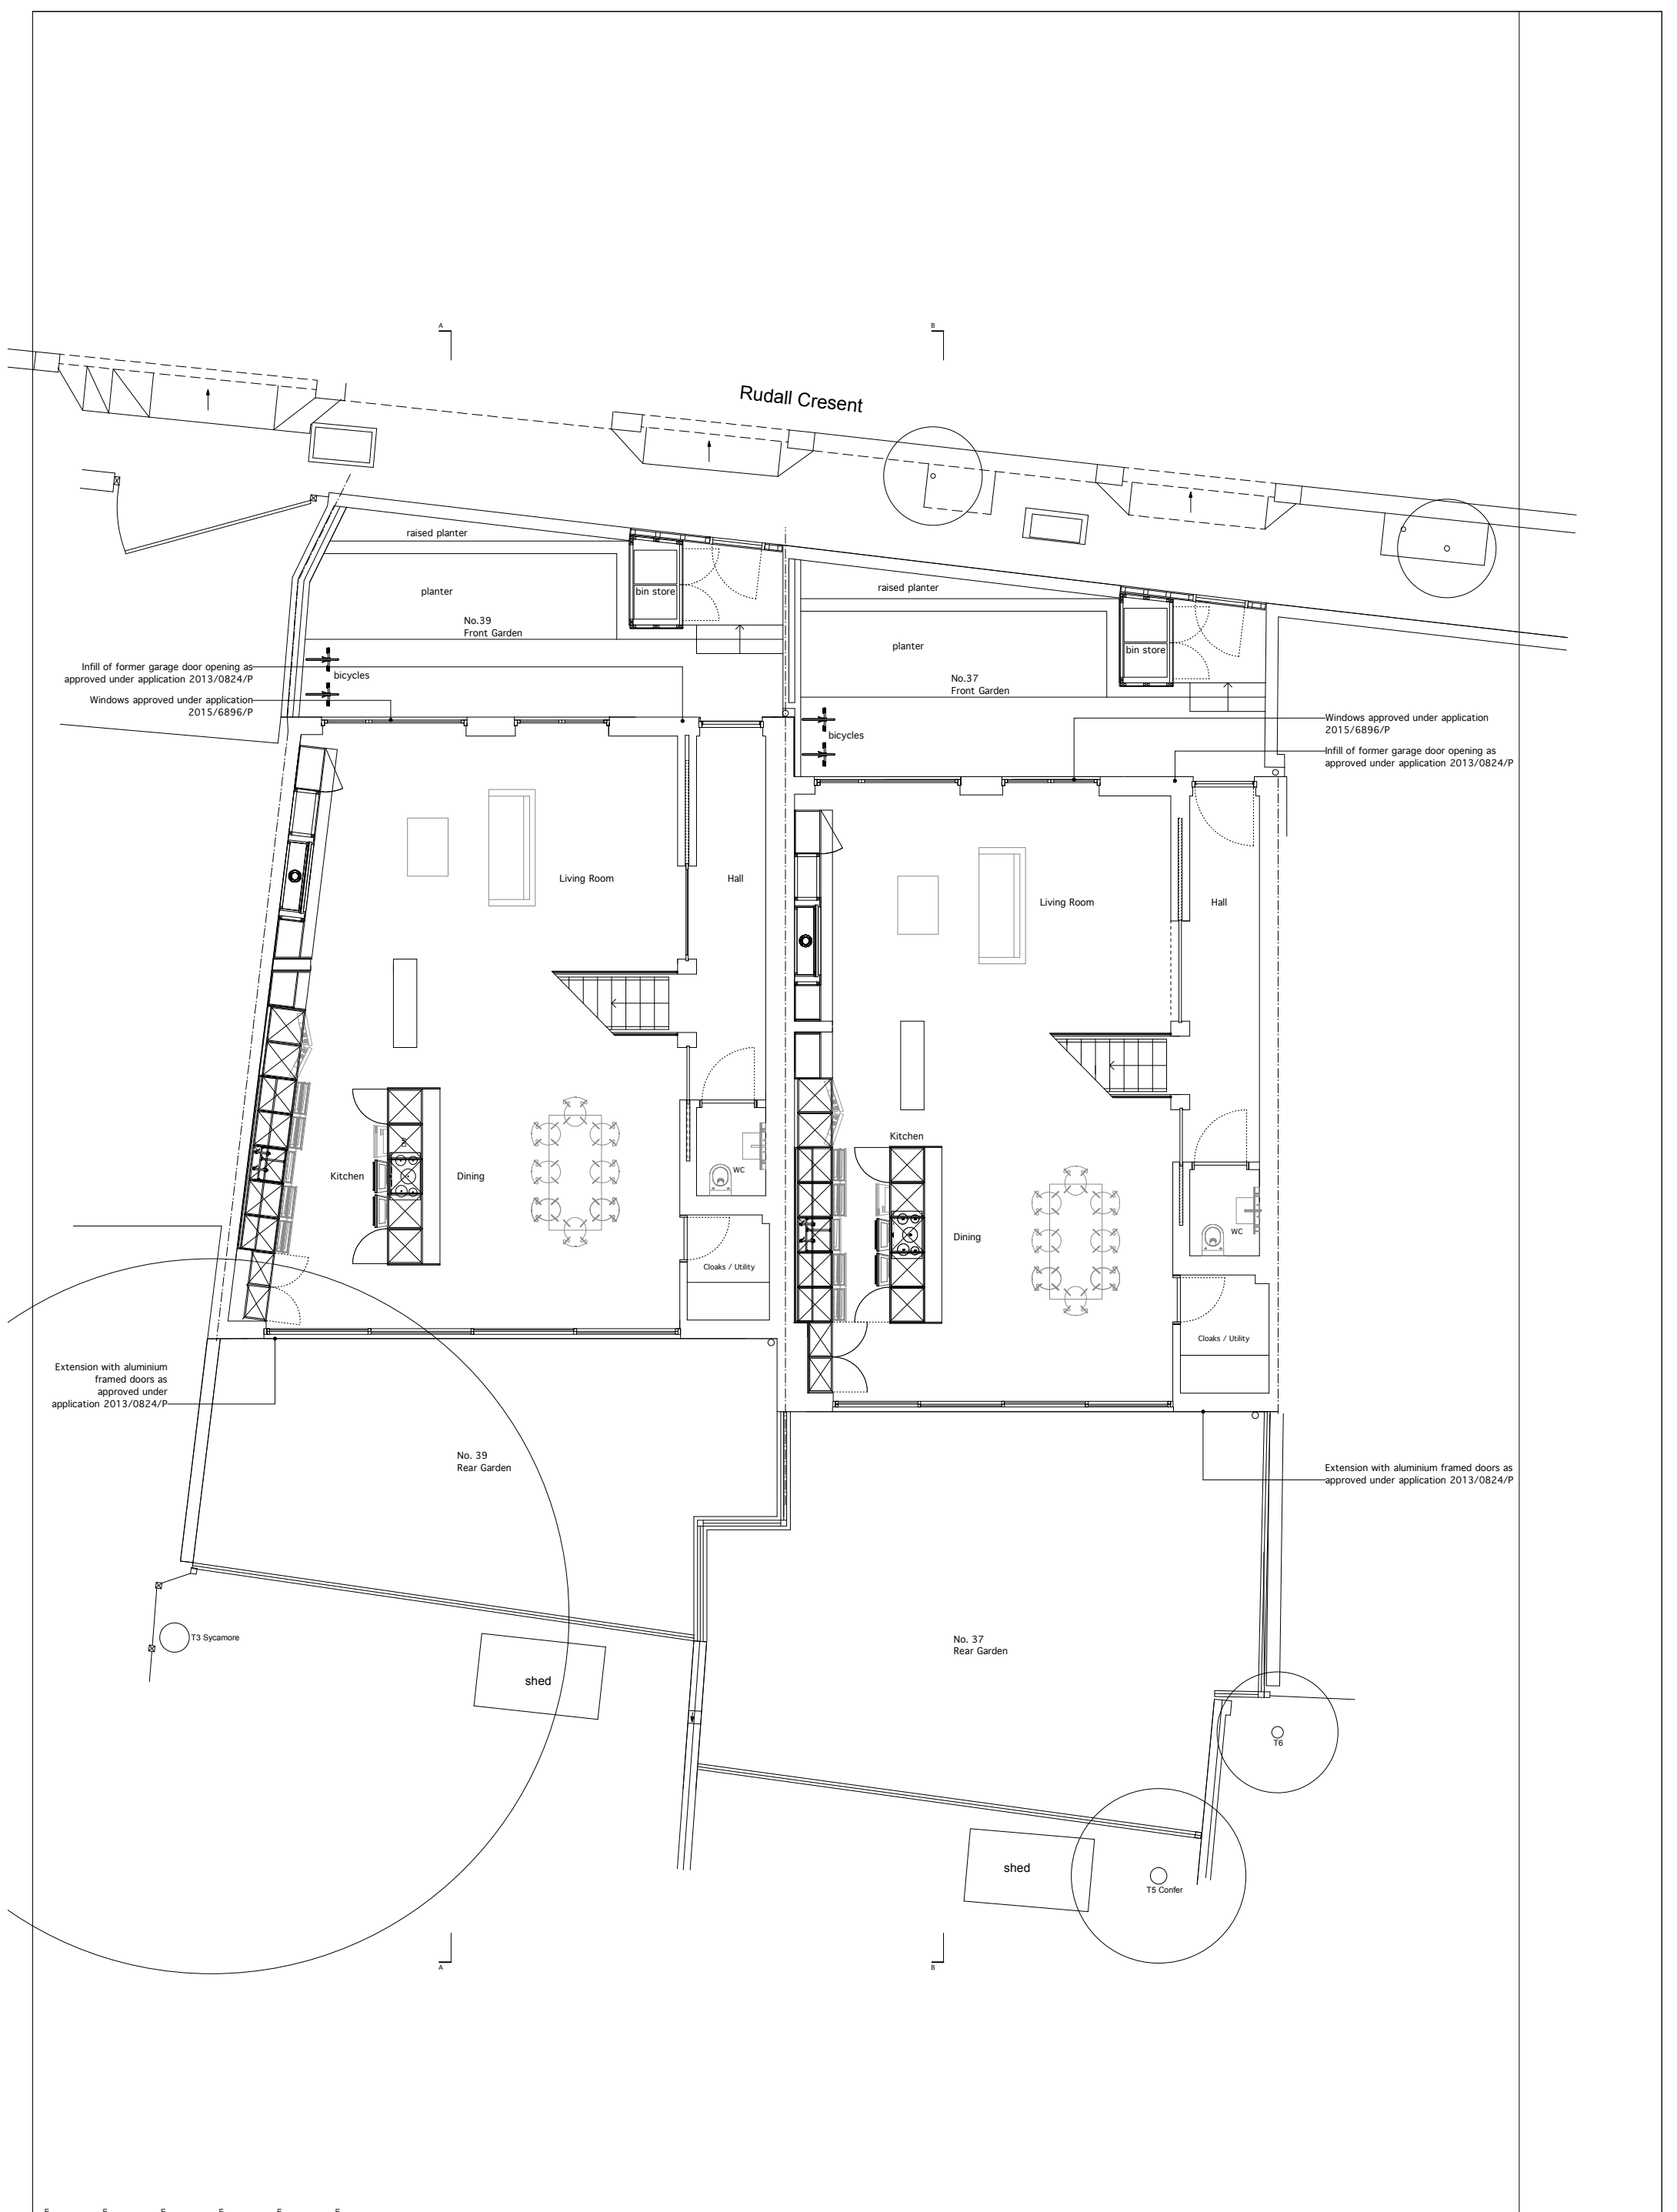 A
B
Rudall Cresent
raised planter
planter
bin store
No.39
Front Garden
raised planter
planter
bin store
No.37
Front Garden
Infill of former garage door opening as
approved under application 2013/0824/P
bicycles
Windows approved under application
2015/6896/P
bicycles
Windows approved under application
2015/6896/P
Infill of former garage door opening as
approved under application 2013/0824/P
Living Room
Hall
Living Room
Hall
Kitchen
Dining
WC
Cloaks / Utility
Kitchen
Dining
WC
Cloaks / Utility
Extension with aluminium
framed doors as
approved under
application 2013/0824/P
No. 39
Rear Garden
Extension with aluminium framed doors as
approved under application 2013/0824/P
T3 Sycamore
shed
No. 37
Rear Garden
T6
shed
T5 Confer
A
B